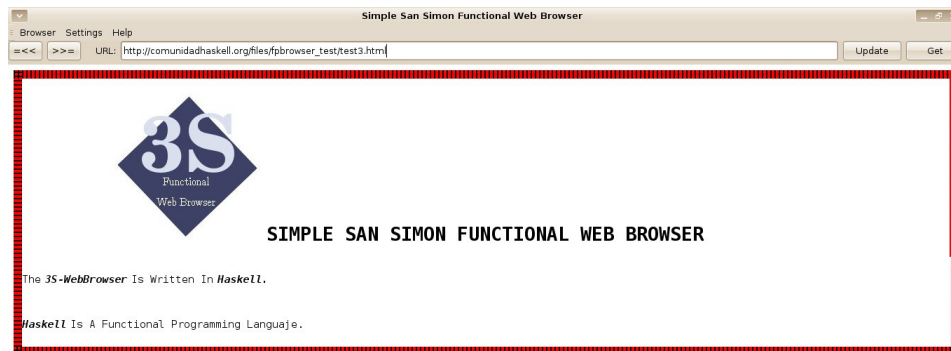 Simple San Simon Functional Web Browser
Browser Settings Help
=<< >>= URL: http://comunidadhaskell.org/files/fpbrowser_test/test3.html Update Get
3S
Functional
Web Browser
SIMPLE SAN SIMON FUNCTIONAL WEB BROWSER
The 3S-WebBrowser Is Written In Haskell.
Haskell Is A Functional Programming Languaje.